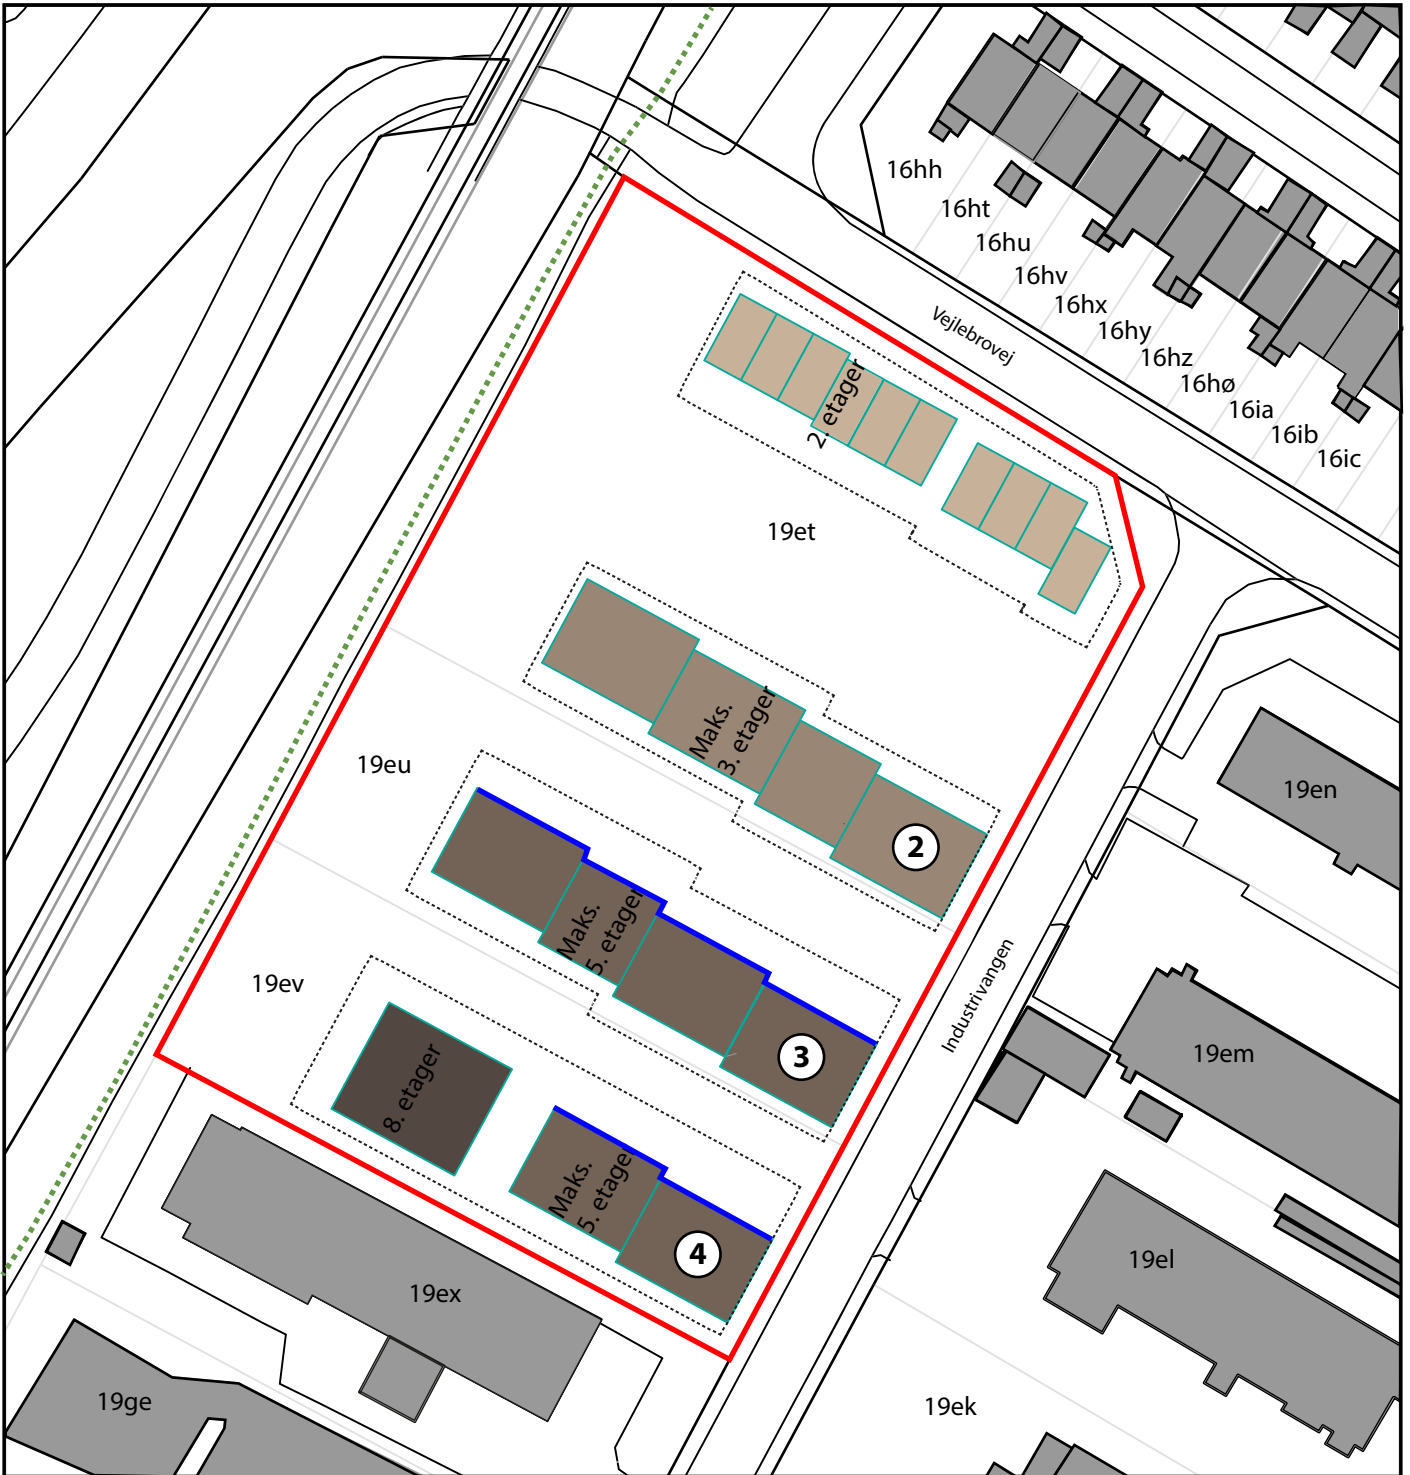 16hh
16ht
16hu
16hv
16hx
16hy
16hz
16hø
16ia
16ib
16ic
Vejlebrovej
2. etager
19et
Maks.
3. etager
2
19eu
19en
Maks.
5. etager
3
Industrivangen
19ev
19em
8. etager
Maks.
5. etager
4
19el
19ex
19ge
19ek